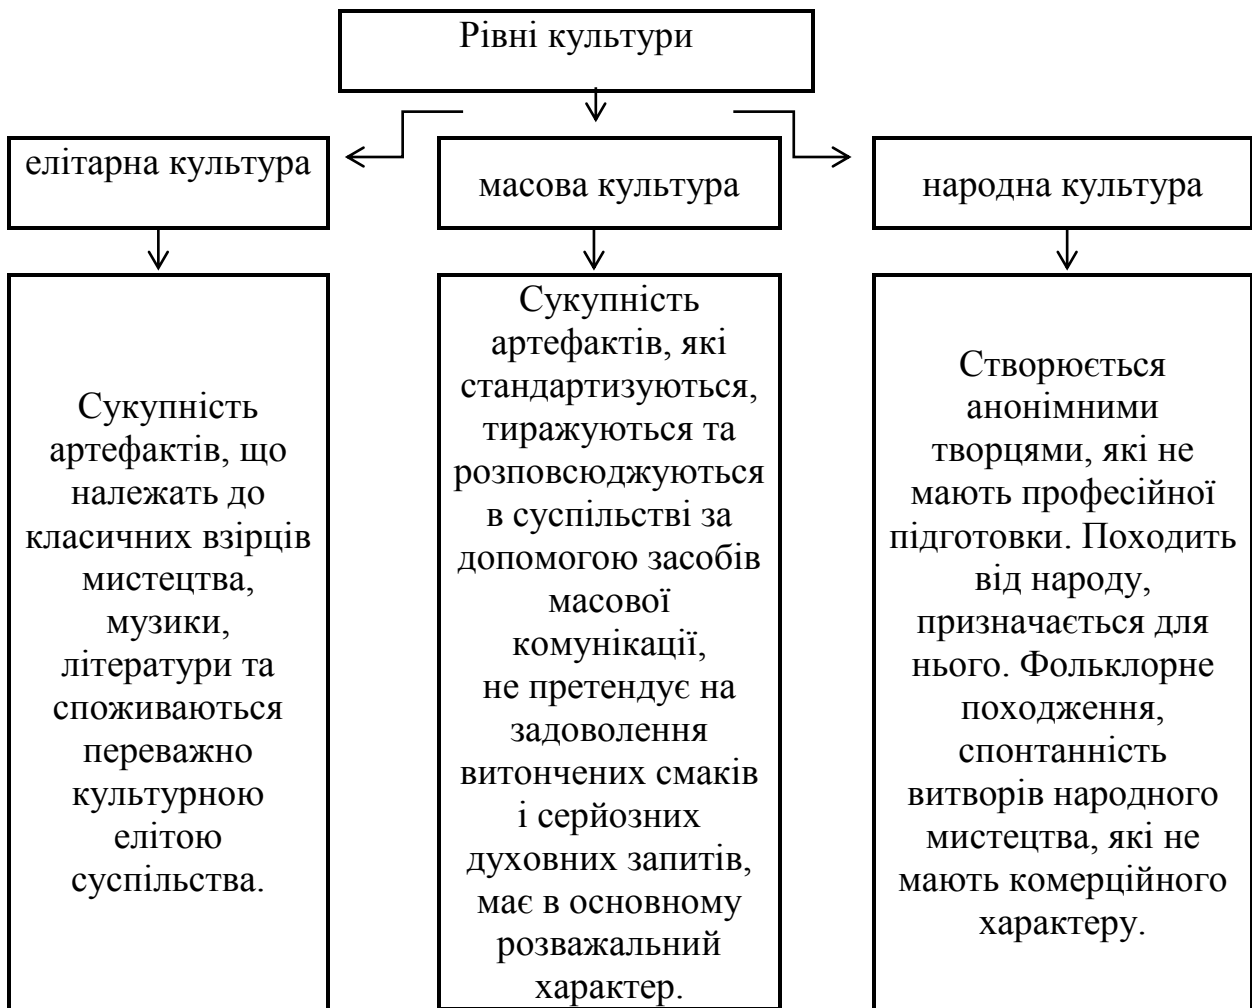 Рівні культури
елітарна культура
масова культура
народна культура
Сукупність
артефактів, що
належать до
класичних взірців
мистецтва,
музики,
літератури та
споживаються
переважно
культурною
елітою
суспільства.
Сукупність
артефактів, які
стандартизуються,
тиражуються та
розповсюджуються
в суспільстві за
допомогою засобів
масової
комунікації,
не претендує на
задоволення
витончених смаків
і серйозних
духовних запитів,
має в основному
розважальний
характер.
Створюється
анонімними
творцями, які не
мають професійної
підготовки. Походить
від народу,
призначається для
нього. Фольклорне
походження,
спонтанність
витворів народного
мистецтва, які не
мають комерційного
характеру.